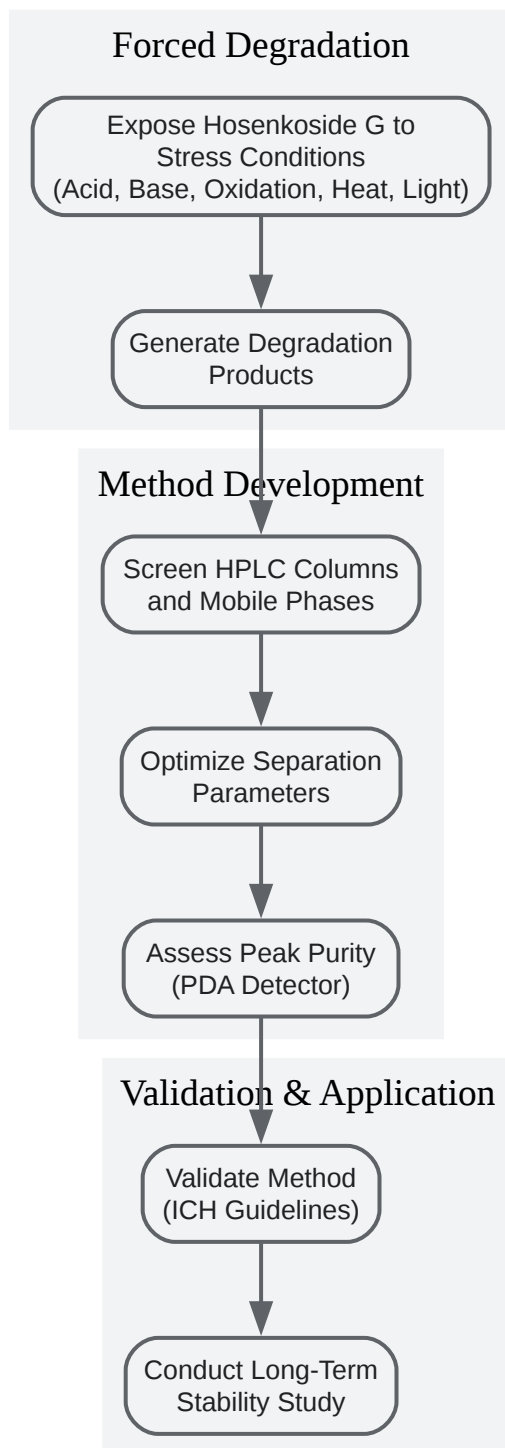 Forced Degradation
Expose Hosenkoside G to
Stress Conditions
(Acid, Base, Oxidation, Heat, Light)
Generate Degradation
Products
Method Development
Screen HPLC Columns
and Mobile Phases
Optimize Separation
Parameters
Assess Peak Purity
(PDA Detector)
Validation & Application
Validate Method
(ICH Guidelines)
Conduct Long-Term
Stability Study